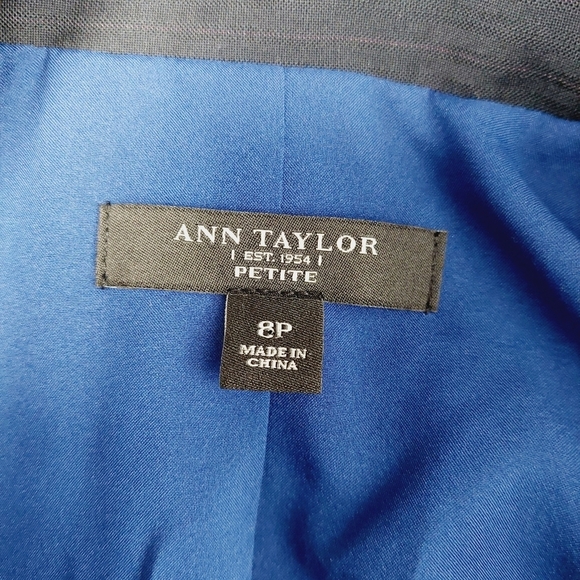 ANN TAYLOR
| EST. 1954 |
PETITE
8P
MADE IN
CHINA